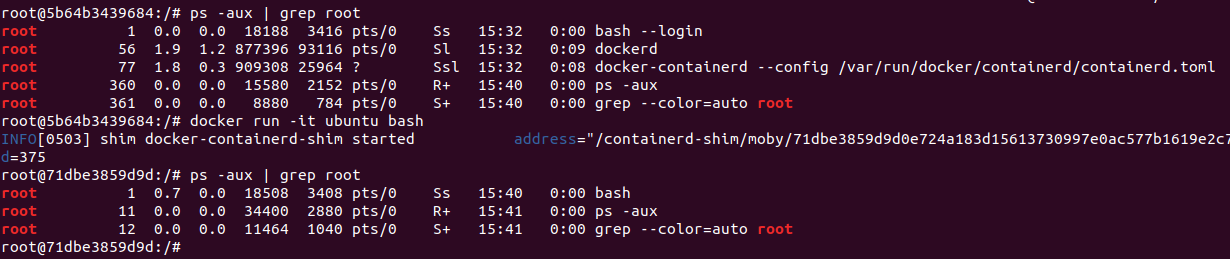 root@5b64b3439684:/# ps -aux | grep root
root 1 0.0 0.0 18188 3416 pts/0 Ss 15:32 0:00 bash --login
root 56 1.9 1.2 877396 93116 pts/0 Sl 15:32 0:09 dockerd
root 77 1.8 0.3 909308 25964 ? Ssl 15:32 0:08 docker-containerd --config /var/run/docker/containerd/containerd.toml
root 360 0.0 0.0 15580 2152 pts/0 R+ 15:40 0:00 ps -aux
root 361 0.0 0.0 8880 784 pts/0 S+ 15:40 0:00 grep --color=auto root
root@5b64b3439684:/# docker run -it ubuntu bash
INFO[0503] shim docker-containerd-shim started address="/containerd-shim/moby/71dbe3859d9d0e724a183d15613730997e0ac577b1619e2c7
d=375
root@71dbe3859d9d:/# ps -aux | grep root
root 1 0.7 0.0 18508 3408 pts/0 Ss 15:40 0:00 bash
root 11 0.0 0.0 34400 2880 pts/0 R+ 15:41 0:00 ps -aux
root 12 0.0 0.0 11464 1040 pts/0 S+ 15:41 0:00 grep --color=auto root
root@71dbe3859d9d:/#